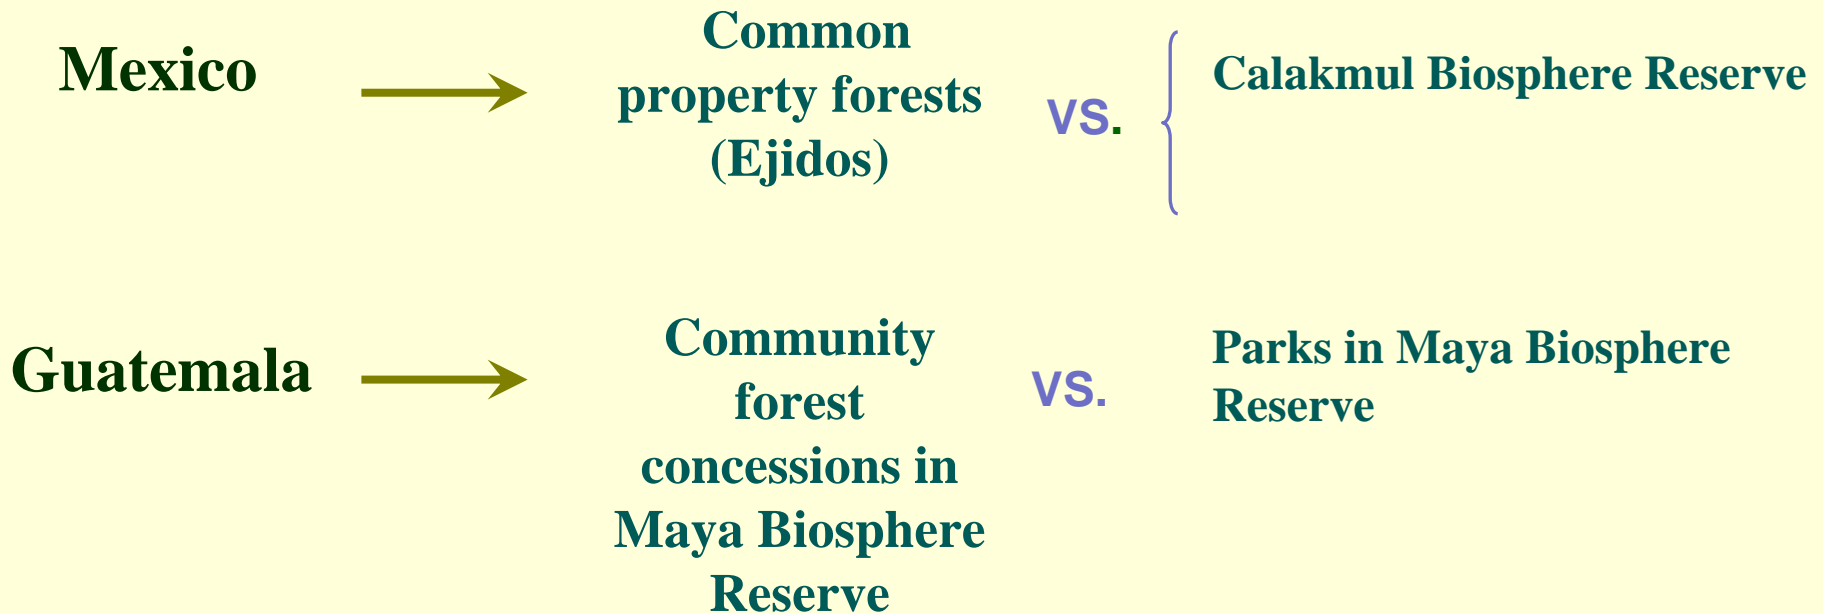 Mexico
Common
property forests
(Ejidos)
VS.
Calakmul Biosphere Reserve
Guatemala
Community
forest
concessions in
Maya Biosphere
Reserve
VS.
Parks in Maya Biosphere
Reserve